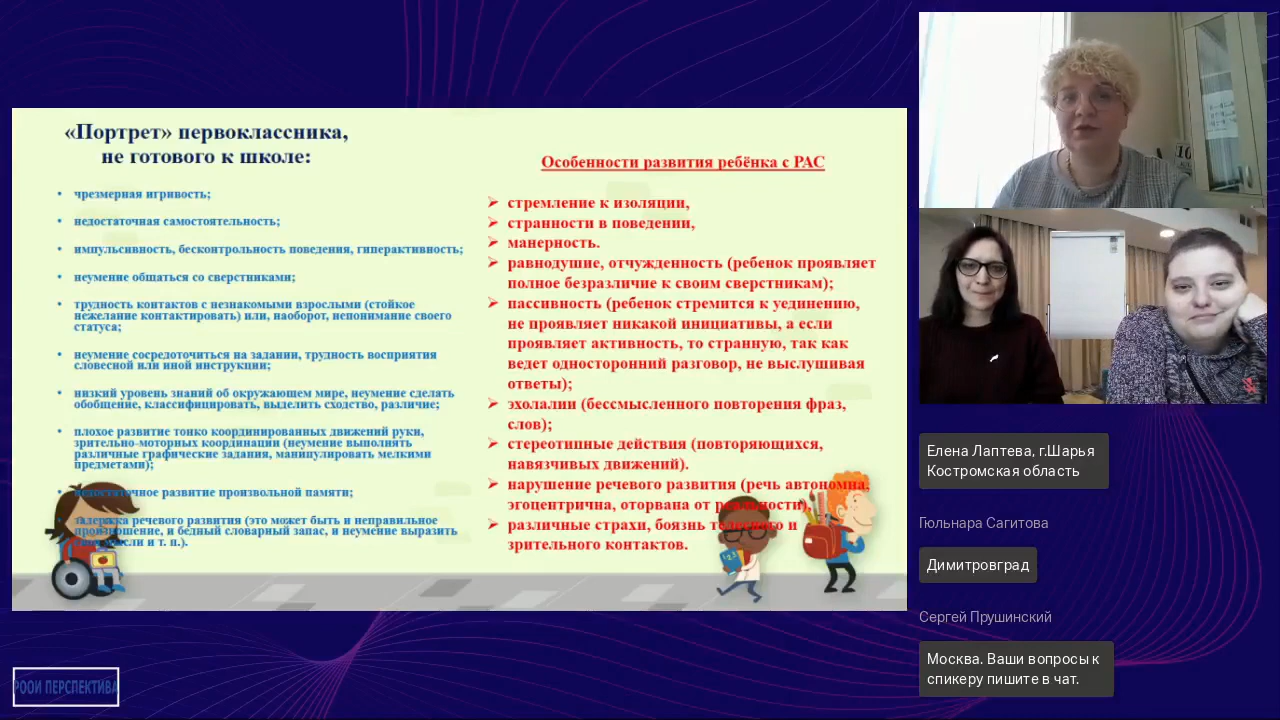 «Портрет» первоклассника,
не готового к школе:
чрезмерная игривость;
недостаточная самостоятельность;
импульсивность, бесконтрольность поведения, гиперактивность;
неумение общаться со сверстниками;
трудность контактов с незнакомыми взрослыми (стойкое
нежелание контактировать) или, наоборот, непонимание своего
статуса;
неумение сосредоточиться на задании, трудность восприятия
словесной или иной инструкции;
низкий уровень знаний об окружающем мире, неумение сделать
обобщение, классифицировать, выделить сходство, различие;
плохое развитие тонко координированных движений руки,
зрительно-моторных координации (неумение выполнять
различные графические задания, манипулировать мелкими
предметами);
недостаточное развитие произвольной памяти;
задержка речевого развития (это может быть и неправильное
произношение, и бедный словарный запас, и неумение выразить
свои мысли и т. п.).
Особенности развития ребёнка с РАС
стремление к изоляции,
странности в поведении,
манерность.
равнодушие, отчужденность (ребенок проявляет
полное безразличие к своим сверстникам);
пассивность (ребенок стремится к уединению,
не проявляет никакой инициативы, а если
проявляет активность, то странную, так как
ведет односторонний разговор, не выслушивая
ответы);
эхолалии (бессмысленного повторения фраз,
слов);
стереотипные действия (повторяющихся,
навязчивых движений).
нарушение речевого развития (речь автономна,
эгоцентрична, оторвана от реальности),
различные страхи, боязнь телесного и
зрительного контактов.
1 2 3
10
Елена Лаптева, г.Шарья
Костромская область
Гюльнара Сагитова
Димитровград
Сергей Прушинский
Москва. Ваши вопросы к
спикеру пишите в чат.
РООИ ПЕРСПЕКТИВА